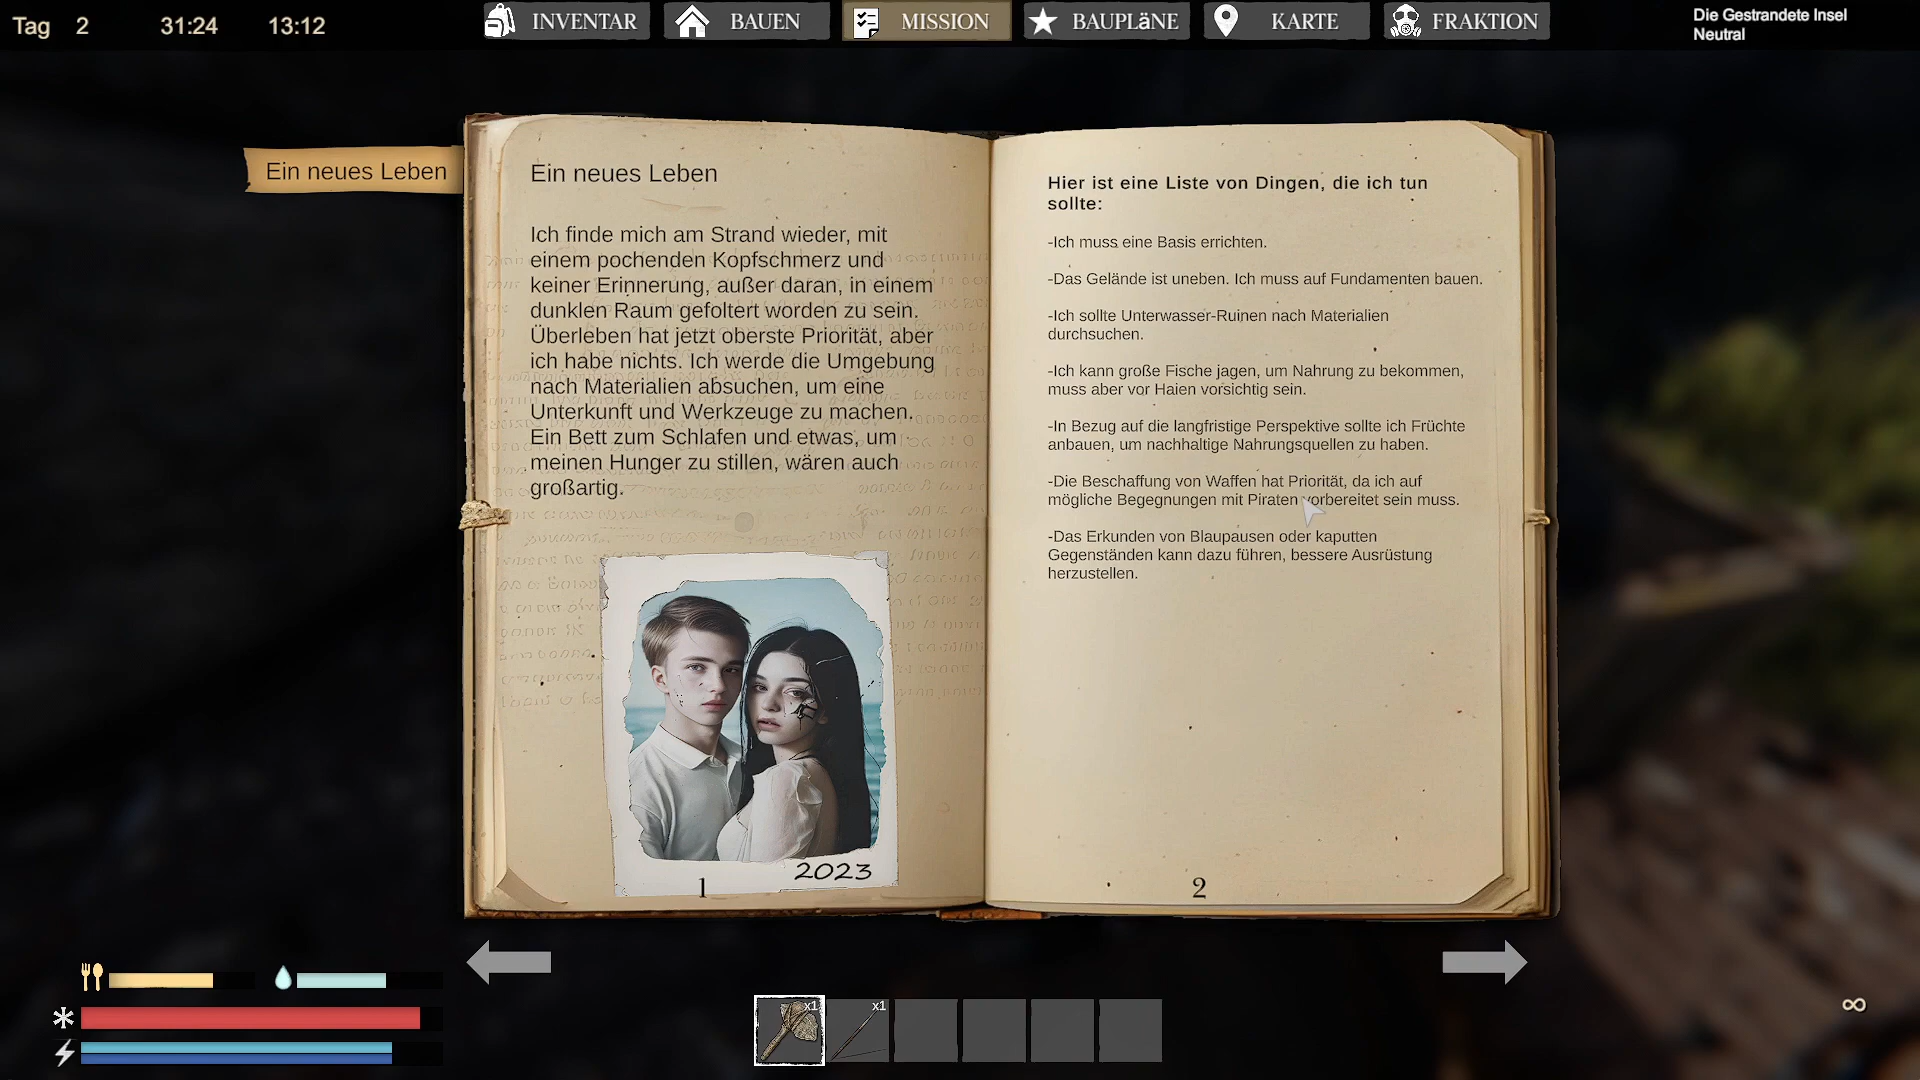 Tag 2 31:24 13:12
INVENTAR
BAUEN
MISSION
BAUPLäNE
KARTE
FRAKTION
Die Gestrandete Insel
Neutral
Ein neues Leben
Ein neues Leben
Ich finde mich am Strand wieder, mit
einem pochenden Kopfschmerz und
keiner Erinnerung, außer daran, in einem
dunklen Raum gefoltert worden zu sein.
Überleben hat jetzt oberste Priorität, aber
ich habe nichts. Ich werde die Umgebung
nach Materialien absuchen, um eine
Unterkunft und Werkzeuge zu machen.
Ein Bett zum Schlafen und etwas, um
meinen Hunger zu stillen, wären auch
großartig.
2023
1
Hier ist eine Liste von Dingen, die ich tun
sollte:
-Ich muss eine Basis errichten.
-Das Gelände ist uneben. Ich muss auf Fundamenten bauen.
-Ich sollte Unterwasser-Ruinen nach Materialien
durchsuchen.
-Ich kann große Fische jagen, um Nahrung zu bekommen,
muss aber vor Haien vorsichtig sein.
-In Bezug auf die langfristige Perspektive sollte ich Früchte
anbauen, um nachhaltige Nahrungsquellen zu haben.
-Die Beschaffung von Waffen hat Priorität, da ich auf
mögliche Begegnungen mit Piraten vorbereitet sein muss.
-Das Erkunden von Blaupausen oder kaputten
Gegenständen kann dazu führen, bessere Ausrüstung
herzustellen.
2
x1
x1
∞